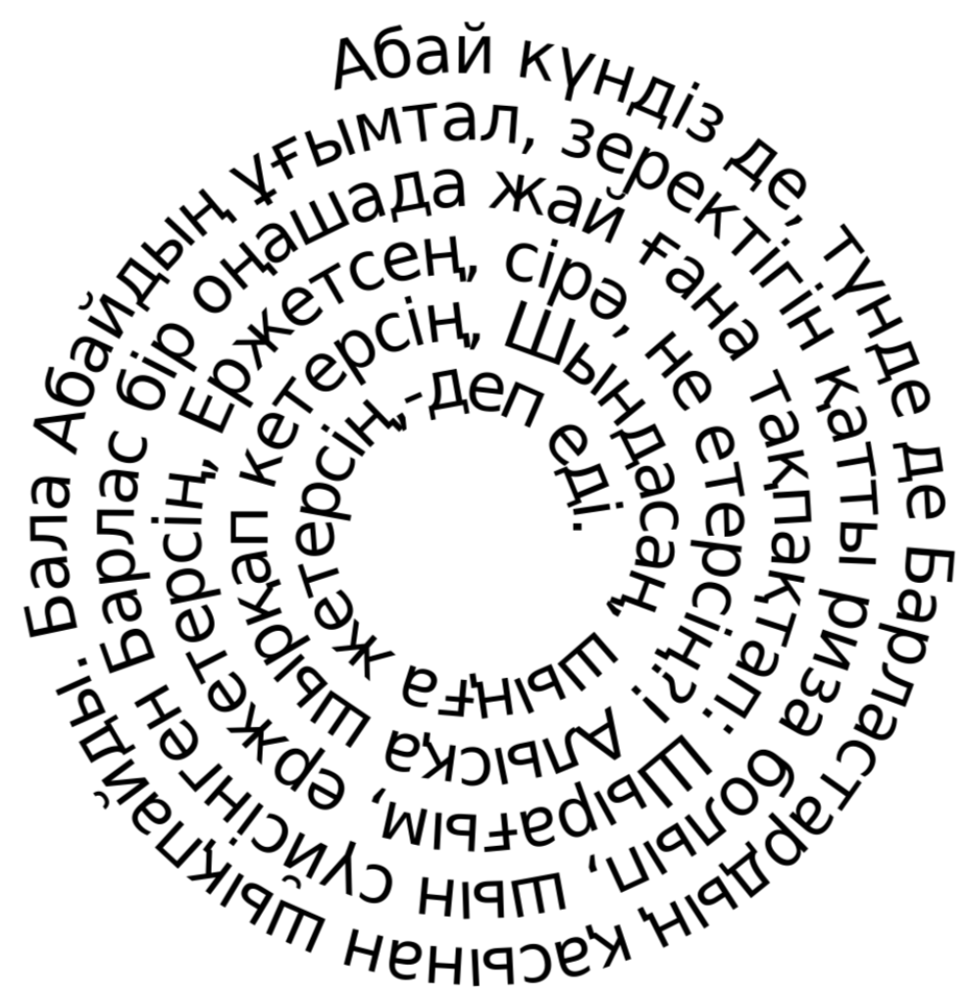 Абай күндіз де, түнде де Барластардың қасынан шықпайды. Бала Абайдың ұғымтал, зеректігін қатты риза болып, шын сүйсінген Барлас бір оңашада жай ғана тақпақтап: Шырағым, ержетерсің, Ержетсең, сірә, не етерсің?! Алысқа шырқап кетерсің, Шындасаң шыңға жетерсің,-деп еді.